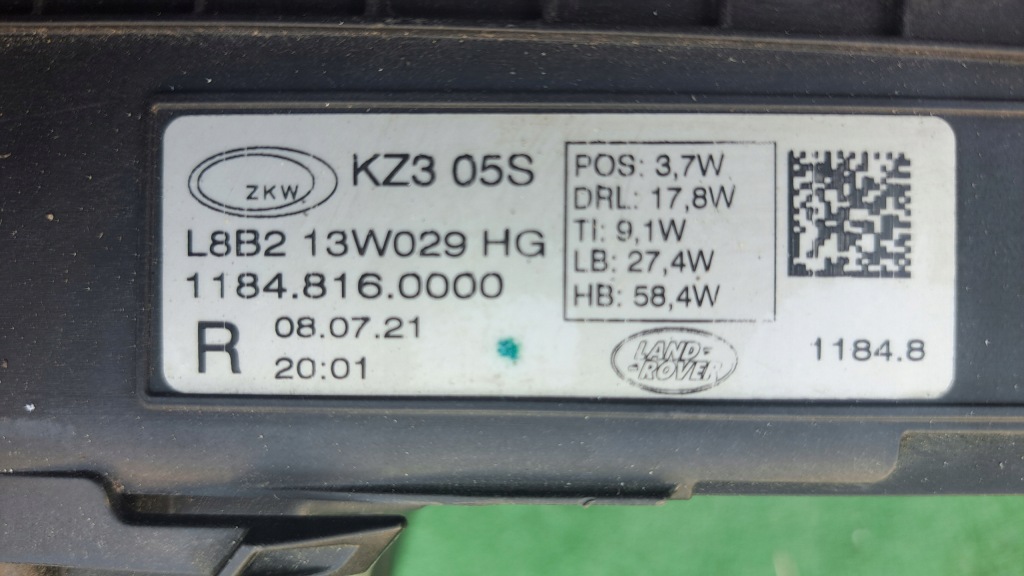 ZKW
KZ3 05S
L8B2 13W029 HG
1184.816.0000
R
08.07.21
20:01
POS: 3,7W
DRL: 17,8W
TI: 9,1W
LB: 27,4W
HB: 58,4W
LAND-
-ROVER
1184.8